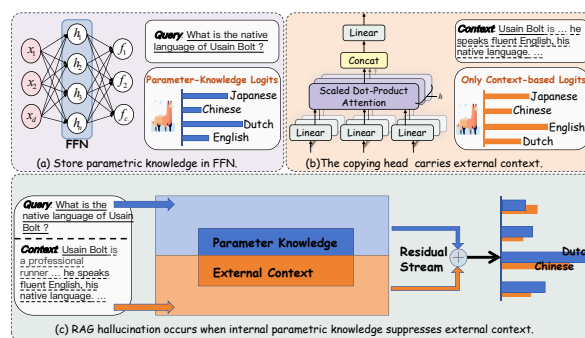 x1
x2
xd
h1
h2
h3
hn
f1
f2
fc
FFN
Query: What is the native
language of Usain Bolt ?
Parameter-Knowledge Logits
Japanese
Chinese
Dutch
English
(a) Store parametric knowledge in FFN.
Linear
Concat
Scaled Dot-Product
Attention
h
Linear
Linear
Linear
Context: Usain Bolt is ... he
speaks fluent English, his
native language. ...
Only Context-based Logits
Japanese
Chinese
English
Dutch
(b)The copying head carries external context.
Query: What is the
native language of Usain
Bolt ?
Context: Usain Bolt is
a professional
runner ... he speaks
fluent English, his
native language. ...
Parameter Knowledge
External Context
Residual
Stream
Dutc
Chinese
(c) RAG hallucination occurs when internal parametric knowledge suppresses external context.